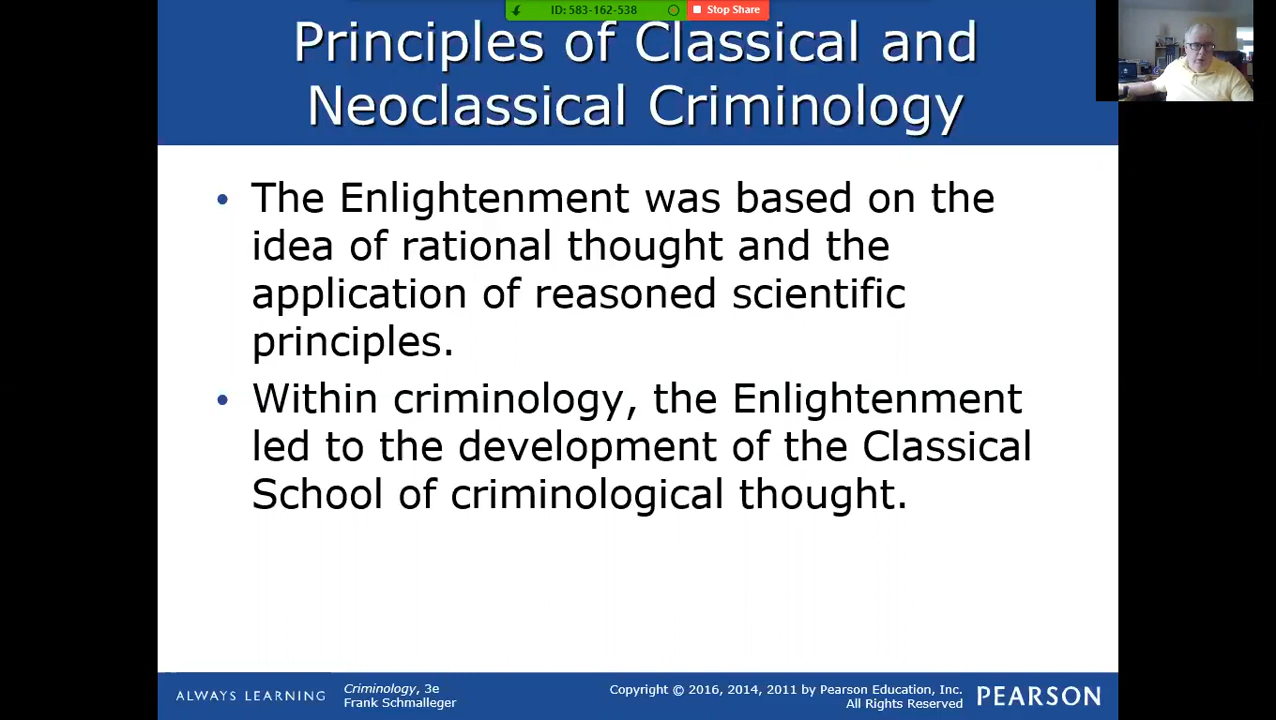 ID: 583-162-538
Stop Share
Principles of Classical and
Neoclassical Criminology
• The Enlightenment was based on the
idea of rational thought and the
application of reasoned scientific
principles.
• Within criminology, the Enlightenment
led to the development of the Classical
School of criminological thought.
ALWAYS LEARNING
Criminology, 3e
Frank Schmalleger
Copyright © 2016, 2014, 2011 by Pearson Education, Inc.
All Rights Reserved
PEARSON